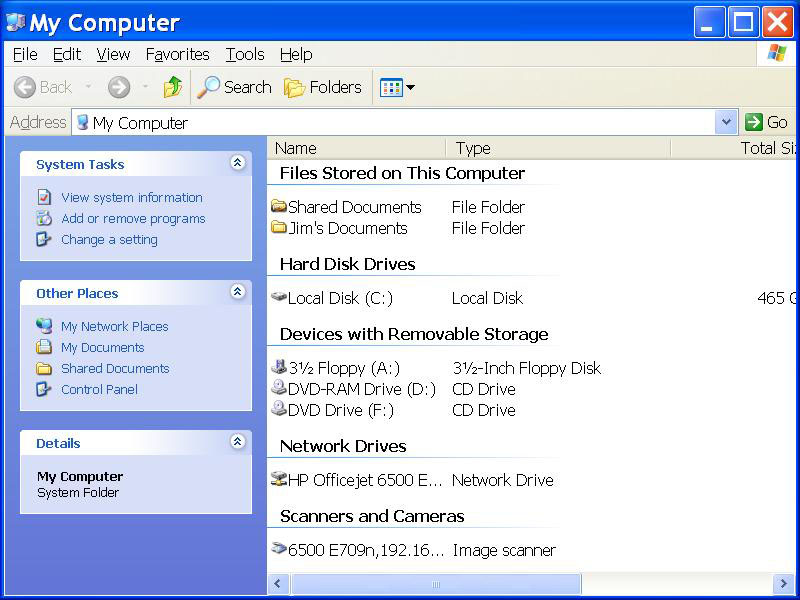 My Computer
File Edit View Favorites Tools Help
Back Search Folders
Address My Computer Go
System Tasks
View system information
Add or remove programs
Change a setting
Other Places
My Network Places
My Documents
Shared Documents
Control Panel
Details
My Computer
System Folder
Name Type Total Siz
Files Stored on This Computer
Shared Documents File Folder
Jim's Documents File Folder
Hard Disk Drives
Local Disk (C:) Local Disk 465 G
Devices with Removable Storage
3½ Floppy (A:) 3½-Inch Floppy Disk
DVD-RAM Drive (D:) CD Drive
DVD Drive (F:) CD Drive
Network Drives
HP Officejet 6500 E... Network Drive
Scanners and Cameras
6500 E709n,192.16... Image scanner